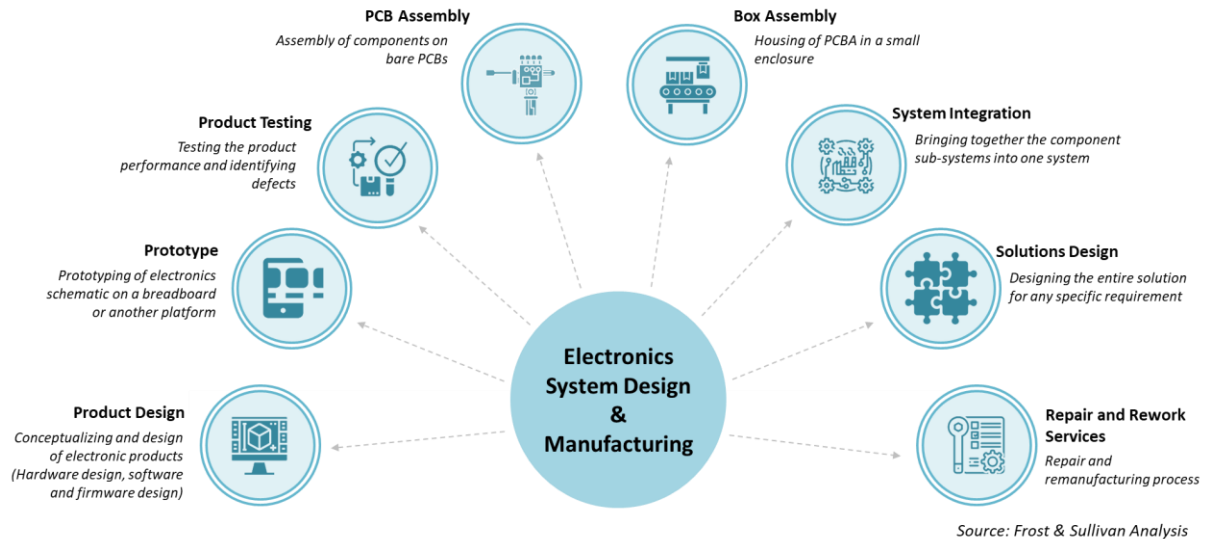 PCB Assembly
Assembly of components on
bare PCBs
Box Assembly
Housing of PCBA in a small
enclosure
Product Testing
Testing the product
performance and identifying
defects
System Integration
Bringing together the component
sub-systems into one system
Prototype
Prototyping of electronics
schematic on a breadboard
or another platform
Solutions Design
Designing the entire solution
for any specific requirement
Electronics
System Design
&
Manufacturing
Product Design
Conceptualizing and design
of electronic products
(Hardware design, software
and firmware design)
Repair and Rework
Services
Repair and
remanufacturing process
Source: Frost & Sullivan Analysis